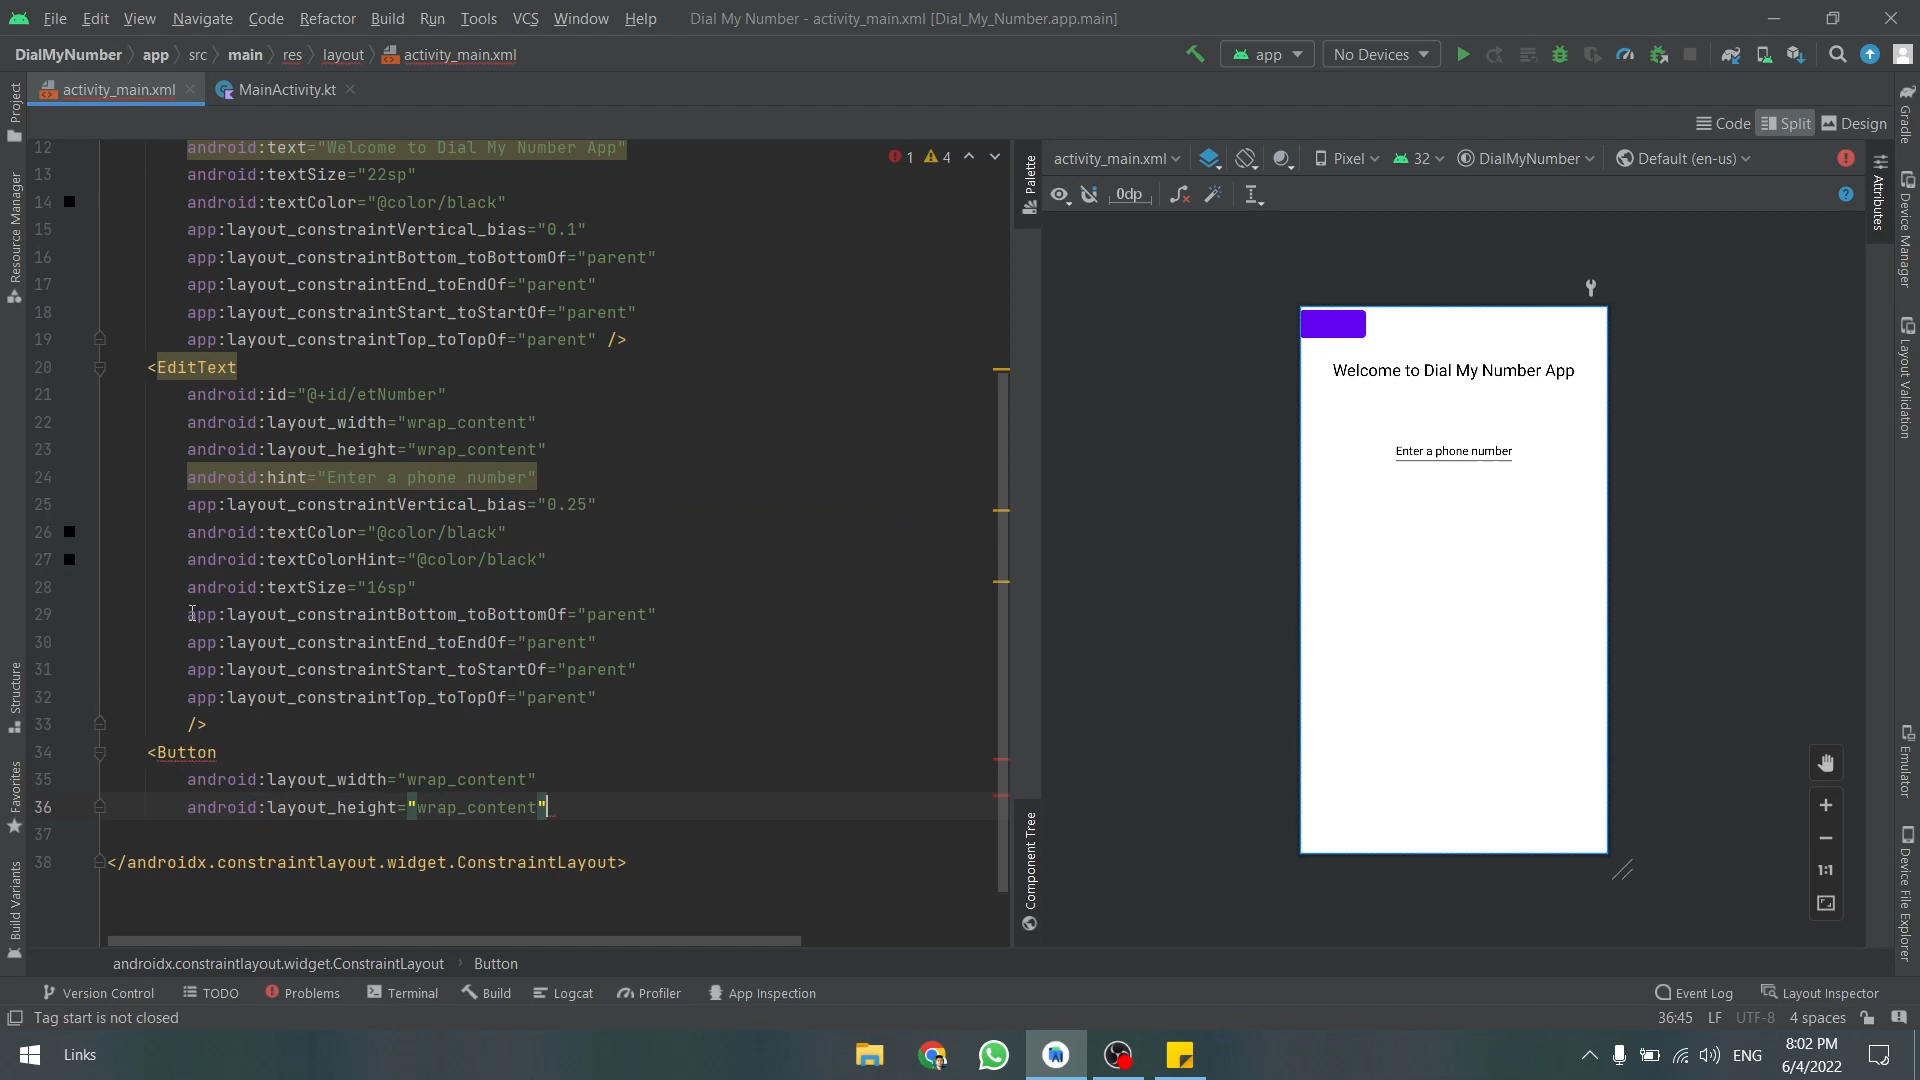 File Edit View Navigate Code Refactor Build Run Tools VCS Window Help Dial My Number - activity_main.xml [Dial_My_Number.app.main]
DialMyNumber app src main res layout activity_main.xml app No Devices
activity_main.xml MainActivity.kt
Code Split Design
Project
Resource Manager
Structure
Favorites
Build Variants
12 android:text="Welcome to Dial My Number App" 1 4
13 android:textSize="22sp"
14 android:textColor="@color/black"
15 app:layout_constraintVertical_bias="0.1"
16 app:layout_constraintBottom_toBottomOf="parent"
17 app:layout_constraintEnd_toEndOf="parent"
18 app:layout_constraintStart_toStartOf="parent"
19 app:layout_constraintTop_toTopOf="parent" />
20 <EditText
21 android:id="@+id/etNumber"
22 android:layout_width="wrap_content"
23 android:layout_height="wrap_content"
24 android:hint="Enter a phone number"
25 app:layout_constraintVertical_bias="0.25"
26 android:textColor="@color/black"
27 android:textColorHint="@color/black"
28 android:textSize="16sp"
29 app:layout_constraintBottom_toBottomOf="parent"
30 app:layout_constraintEnd_toEndOf="parent"
31 app:layout_constraintStart_toStartOf="parent"
32 app:layout_constraintTop_toTopOf="parent"
33 />
34 <Button
35 android:layout_width="wrap_content"
36 android:layout_height="wrap_content"
37
38 </androidx.constraintlayout.widget.ConstraintLayout>
Palette
Component Tree
activity_main.xml Pixel 32 DialMyNumber Default (en-us)
0dp
Welcome to Dial My Number App
Enter a phone number
1:1
Attributes
Gradle
Device Manager
Layout Validation
Emulator
Device File Explorer
androidx.constraintlayout.widget.ConstraintLayout Button
Version Control TODO Problems Terminal Build Logcat Profiler App Inspection Event Log Layout Inspector
Tag start is not closed 36:45 LF UTF-8 4 spaces
Links ENG 8:02 PM
6/4/2022